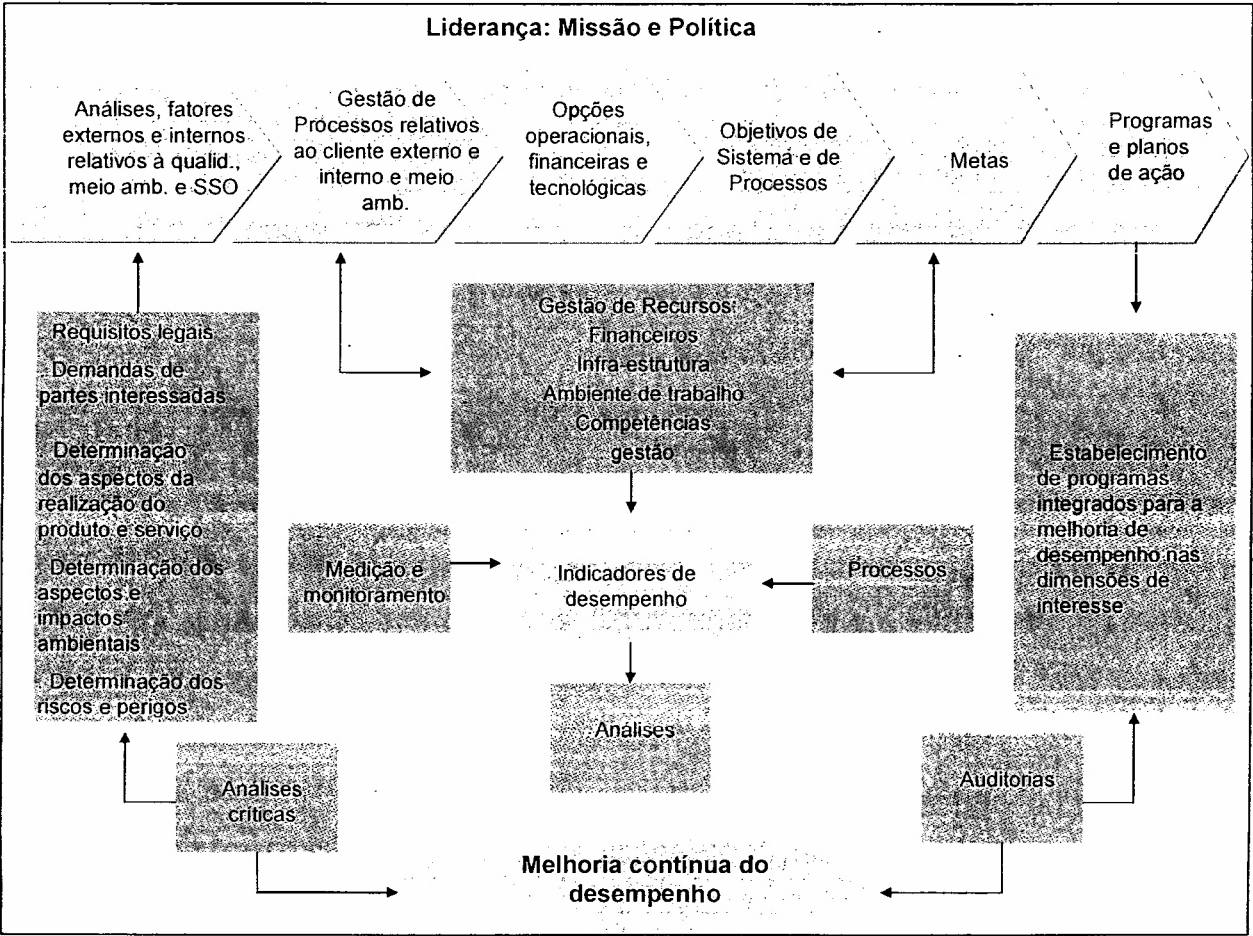 Liderança: Missão e Política
Análises, fatores
externos e internos
relativos à qualid.,
meio amb. e SSO
Gestão de
Processos relativos
ao cliente externo e
interno e meio
amb.
Opções
operacionais,
financeiras e
tecnológicas
Objetivos de
Sistema e de
Processos
Metas
Programas
e planos
de ação
. Requisitos legais
. Demandas de
partes interessadas
. Determinação
dos aspectos da
realização do
produto e serviço
. Determinação dos
aspectos e
impactos
ambientais
. Determinação dos
riscos e perigos
Gestão de Recursos:
Financeiros
Infra-estrutura
Ambiente de trabalho
Competências
gestão
. Estabelecimento
de programas
integrados para a
melhoria de
desempenho nas
dimensões de
interesse
Medição e
monitoramento
Indicadores de
desempenho
Processos
Análises
Análises
críticas
Auditorias
Melhoria contínua do
desempenho